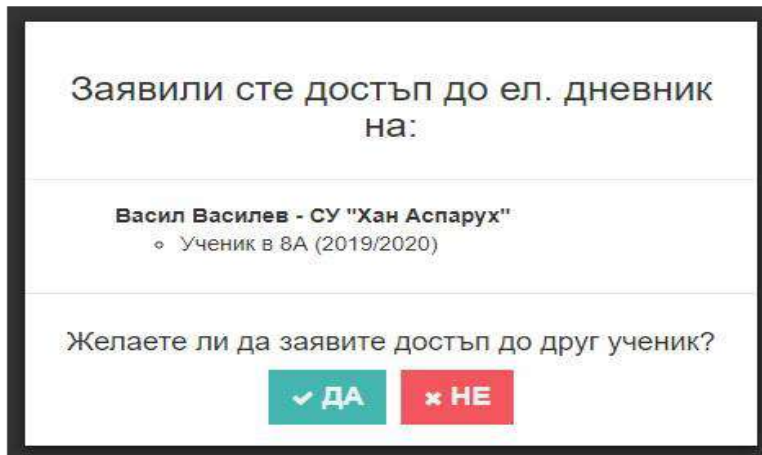 Заявили сте достъп до ел. дневник
на:
Васил Василев - СУ "Хан Аспарух"
Ученик в 8А (2019/2020)
Желаете ли да заявите достъп до друг ученик?
ДА
НЕ